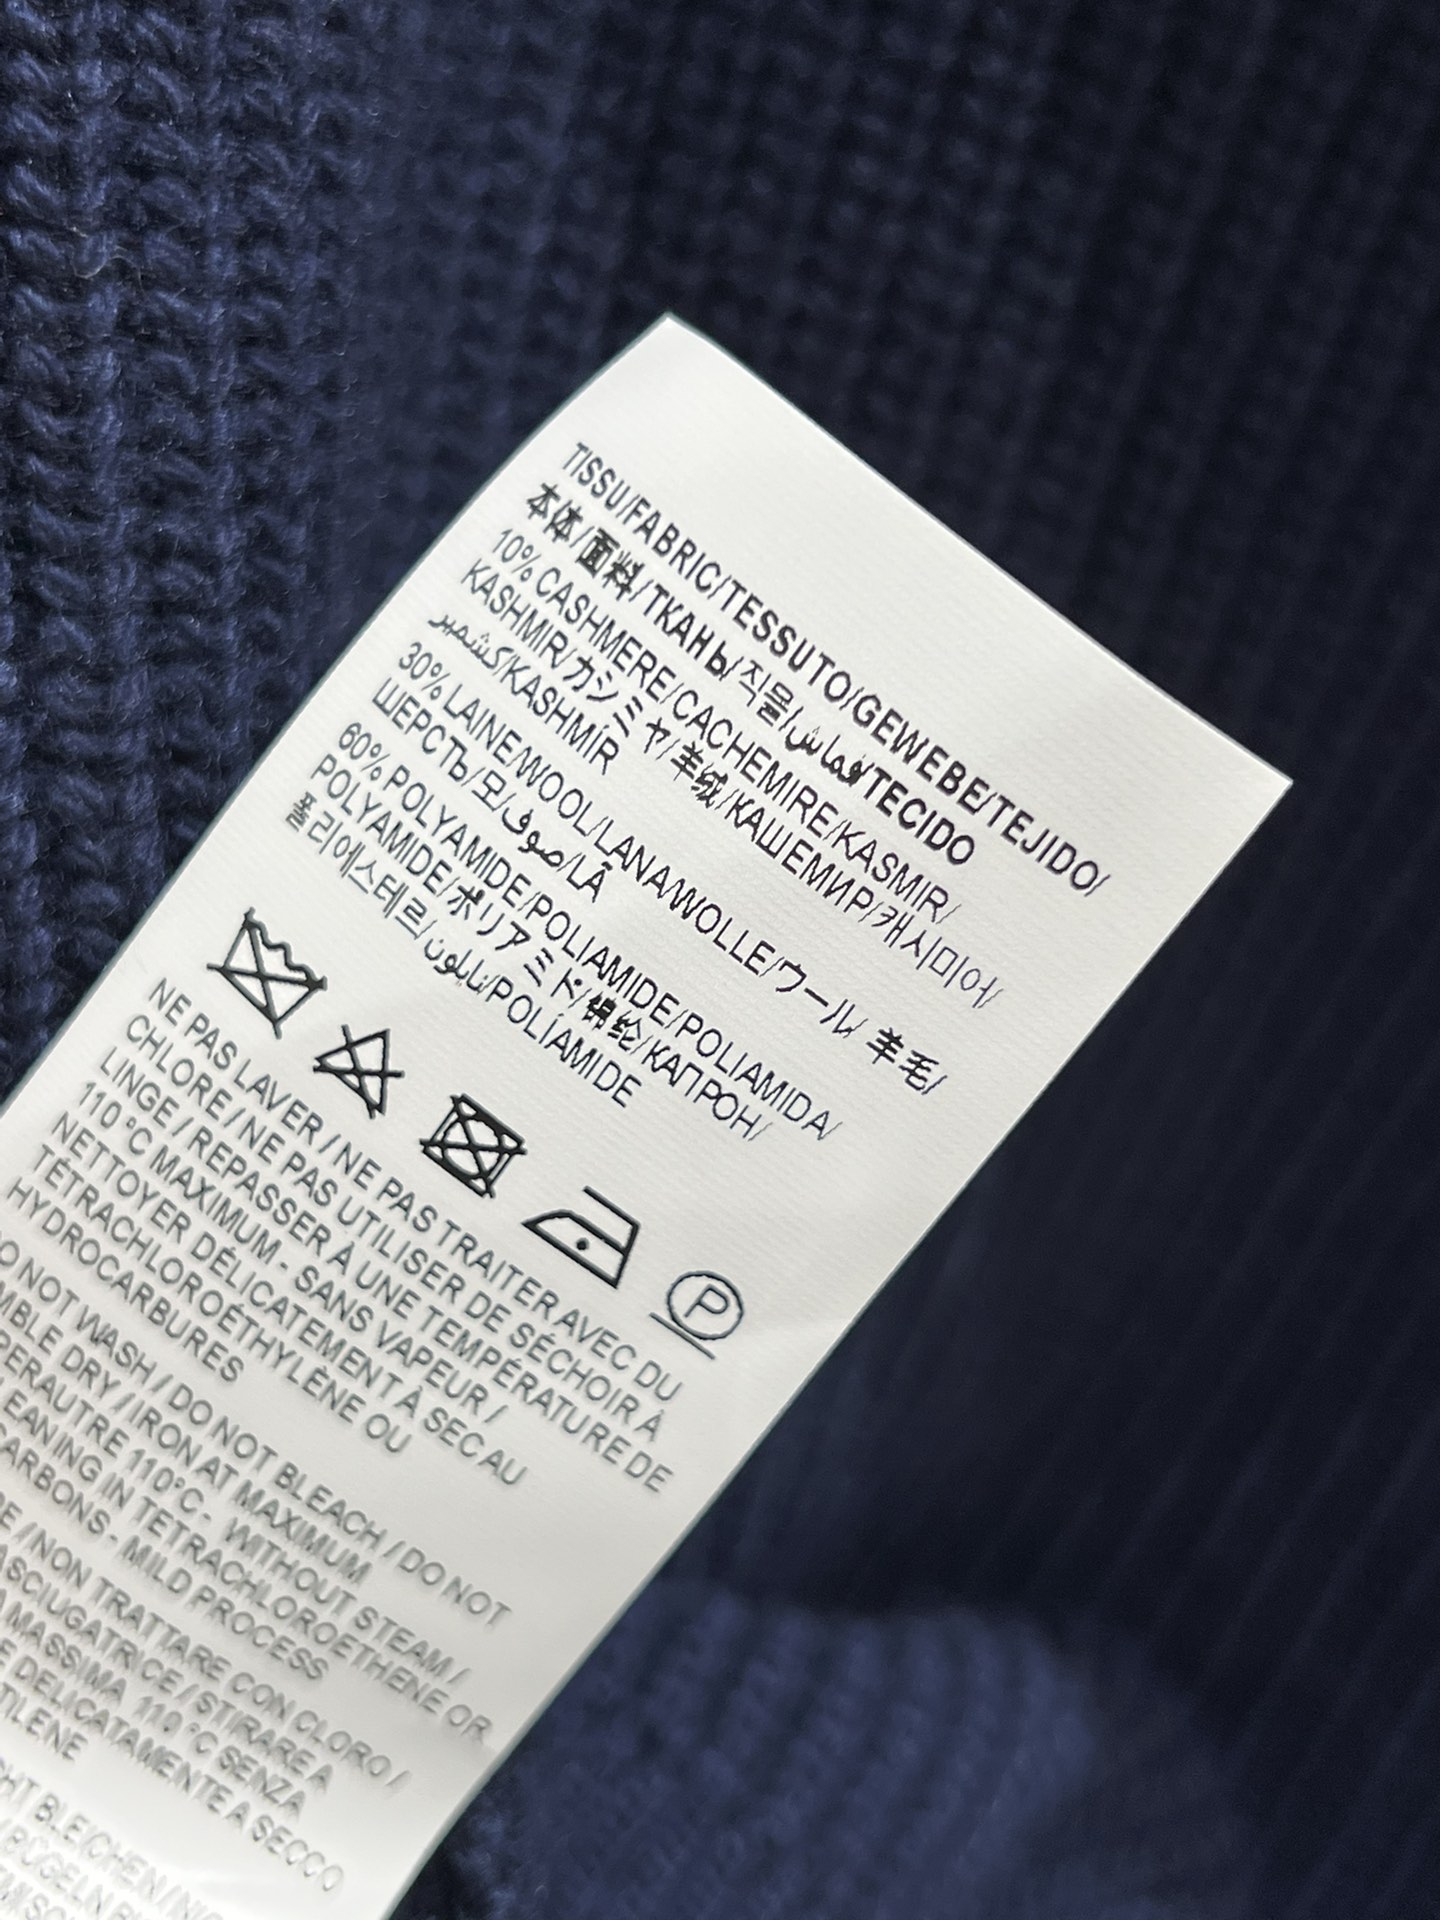 TISSU/FABRIC/TESSUTO/GEWEBE/TEJIDO/
本体/面料/ТКАНЬ/직물/قماش/TECIDO
10% CASHMERE/CACHEMIRE/KASMIR/
KASHMIR/カシミヤ/羊绒/КАШЕМИР/캐시미어/
كشمير/KASHMÍR
30% LAINE/WOOL/LANA/WOLLE/ウール/ 羊毛/
ШЕРСТЬ/모/صوف/LÃ
60% POLYAMIDE/POLIAMIDE/POLIAMIDA/
POLYAMIDE/ポリアミド/锦纶/КАПРОН/
폴리에스테르/نايلون/POLÍAMIDE
P
NE PAS LAVER / NE PAS TRAITER AVEC DU
CHLORE / NE PAS UTILISER DE SÉCHOIR À
LINGE / REPASSER À UNE TEMPÉRATURE DE
110 °C MAXIMUM - SANS VAPEUR /
NETTOYER DÉLICATEMENT À SEC AU
TÉTRACHLOROÉTHYLÈNE OU
HYDROCARBURES
DO NOT WASH / DO NOT BLEACH / DO NOT
DRY / IRON AT MAXIMUM
110°C - WITHOUT STEAM /
IN TETRACHLOROETHENE OR
- MILD PROCESS
/ NON TRATTARE CON CLORO /
/ STIRARE A
MASSIMA 110 °C SENZA
DELICATAMENTE A SECCO